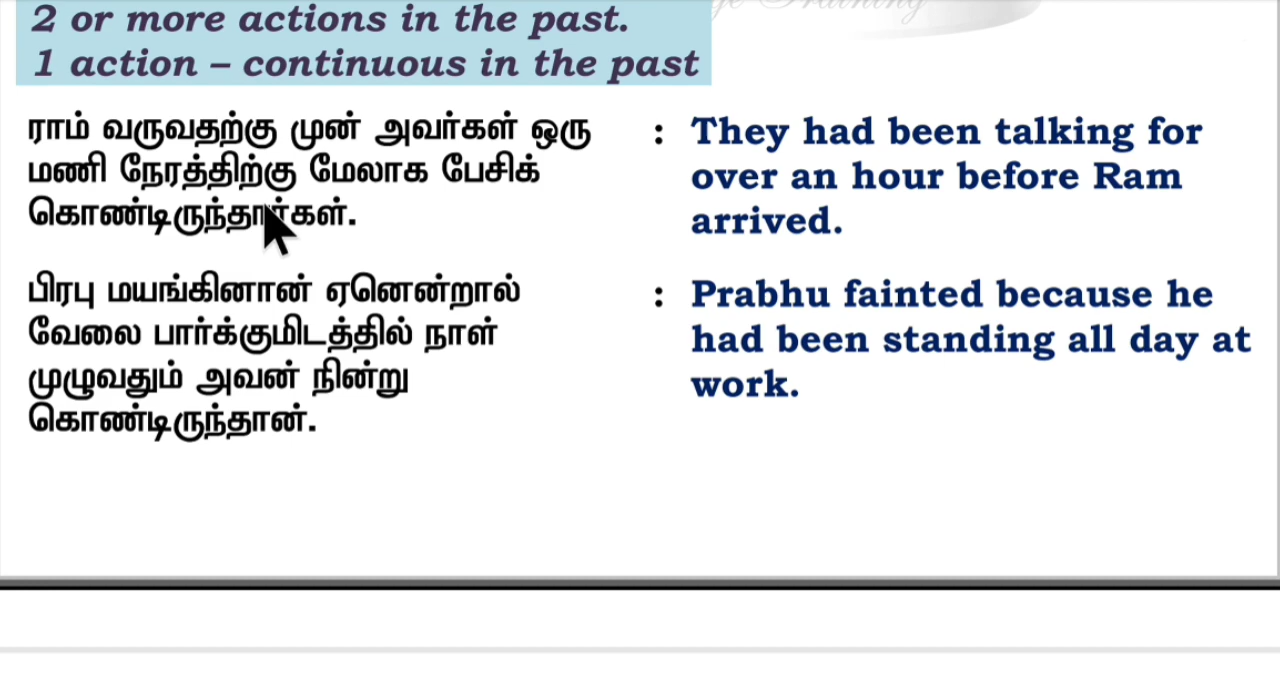 2 or more actions in the past.
1 action – continuous in the past
ராம் வருவதற்கு முன் அவர்கள் ஒரு
மணி நேரத்திற்கு மேலாக பேசிக்
கொண்டிருந்தார்கள்.
: They had been talking for
over an hour before Ram
arrived.
பிரபு மயங்கினான் ஏனென்றால்
வேலை பார்க்குமிடத்தில் நாள்
முழுவதும் அவன் நின்று
கொண்டிருந்தான்.
: Prabhu fainted because he
had been standing all day at
work.